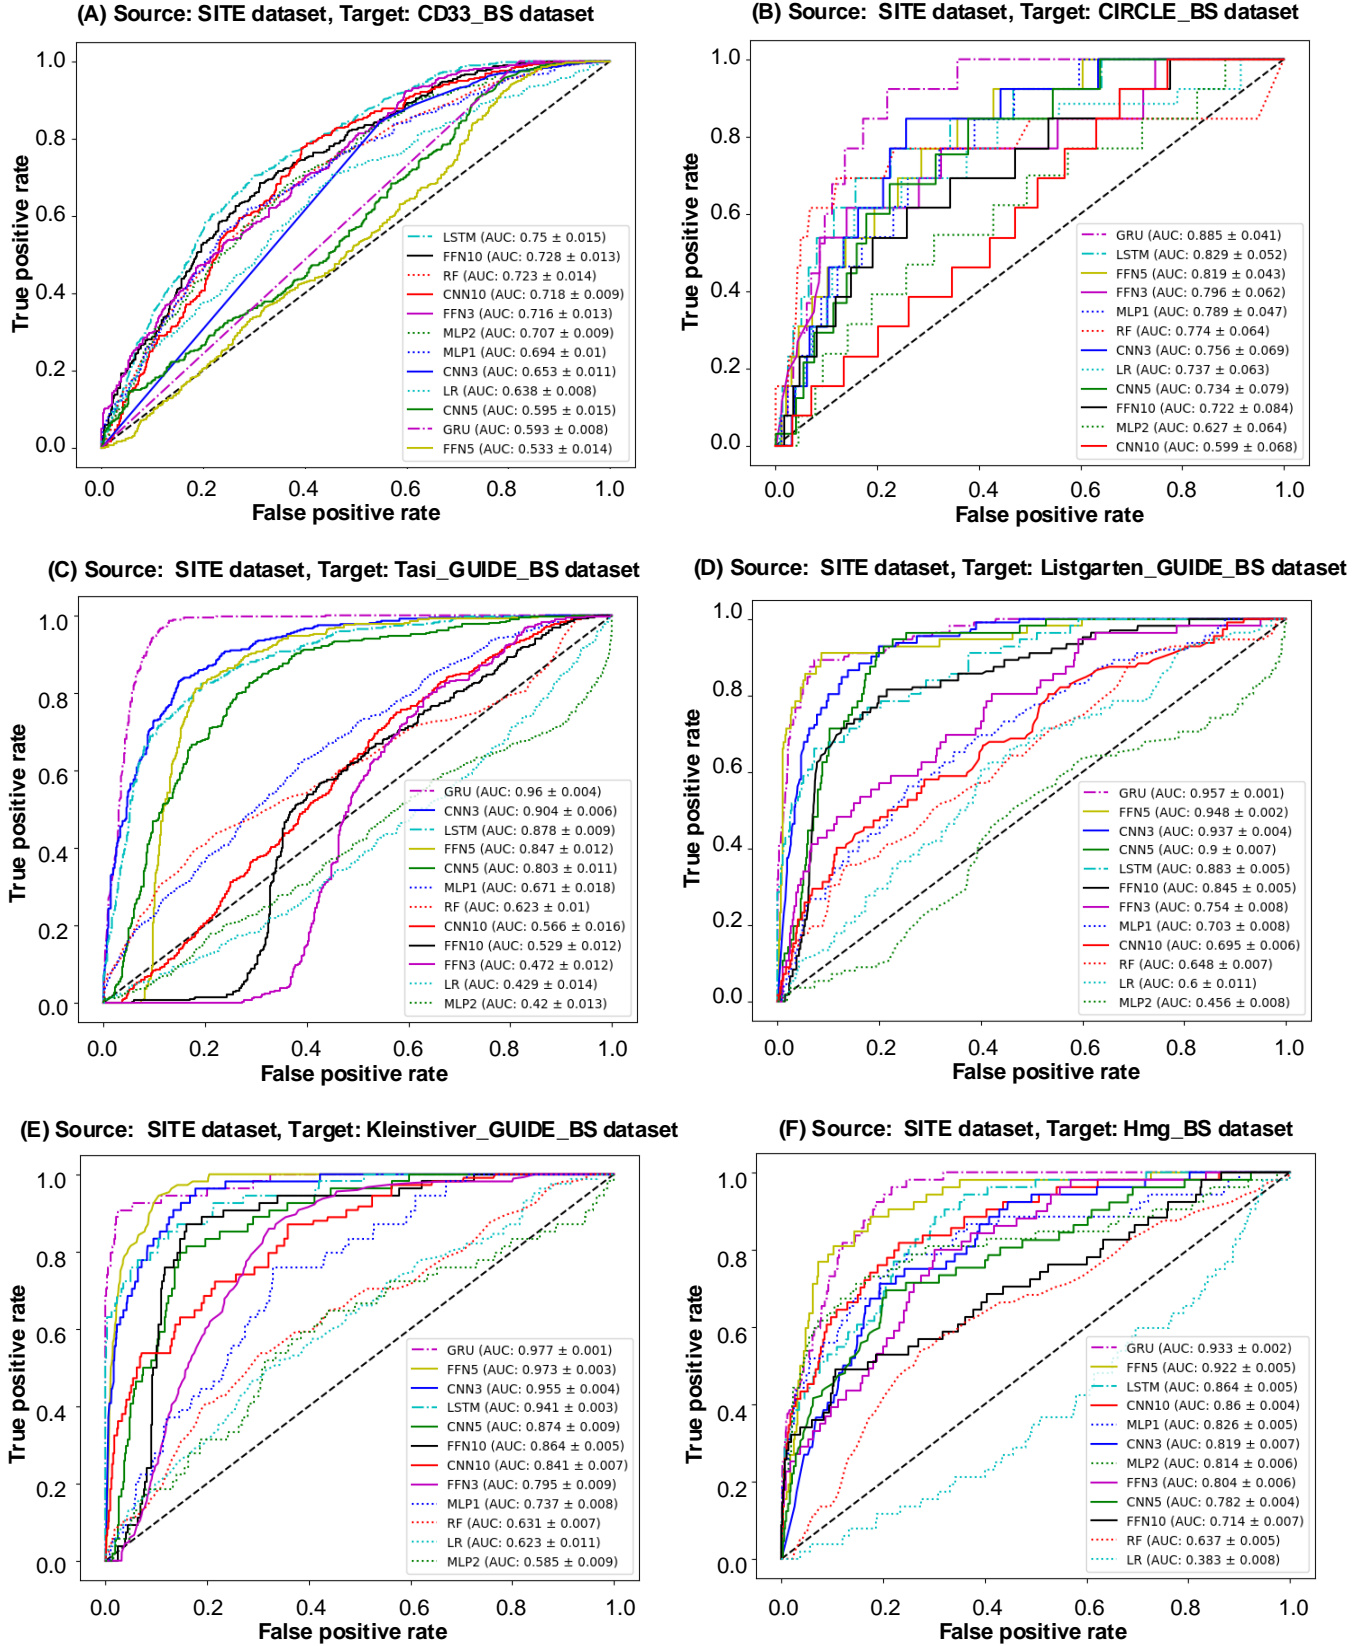 (A) Source: SITE dataset, Target: CD33_BS dataset
True positive rate
1.0
0.8
0.6
0.4
0.2
0.0
LSTM (AUC: 0.75 ± 0.015)
FFN10 (AUC: 0.728 ± 0.013)
RF (AUC: 0.723 ± 0.014)
CNN10 (AUC: 0.718 ± 0.009)
FFN3 (AUC: 0.716 ± 0.013)
MLP2 (AUC: 0.707 ± 0.009)
MLP1 (AUC: 0.694 ± 0.01)
CNN3 (AUC: 0.653 ± 0.011)
LR (AUC: 0.638 ± 0.008)
CNN5 (AUC: 0.595 ± 0.015)
GRU (AUC: 0.593 ± 0.008)
FFN5 (AUC: 0.533 ± 0.014)
0.0 0.2 0.4 0.6 0.8 1.0
False positive rate
(B) Source: SITE dataset, Target: CIRCLE_BS dataset
True positive rate
1.0
0.8
0.6
0.4
0.2
0.0
GRU (AUC: 0.885 ± 0.041)
LSTM (AUC: 0.829 ± 0.052)
FFN5 (AUC: 0.819 ± 0.043)
FFN3 (AUC: 0.796 ± 0.062)
MLP1 (AUC: 0.789 ± 0.047)
RF (AUC: 0.774 ± 0.064)
CNN3 (AUC: 0.756 ± 0.069)
LR (AUC: 0.737 ± 0.063)
CNN5 (AUC: 0.734 ± 0.079)
FFN10 (AUC: 0.722 ± 0.084)
MLP2 (AUC: 0.627 ± 0.064)
CNN10 (AUC: 0.599 ± 0.068)
0.0 0.2 0.4 0.6 0.8 1.0
False positive rate
(C) Source: SITE dataset, Target: Tasi_GUIDE_BS dataset
True positive rate
1.0
0.8
0.6
0.4
0.2
0.0
GRU (AUC: 0.96 ± 0.004)
CNN3 (AUC: 0.904 ± 0.006)
LSTM (AUC: 0.878 ± 0.009)
FFN5 (AUC: 0.847 ± 0.012)
CNN5 (AUC: 0.803 ± 0.011)
MLP1 (AUC: 0.671 ± 0.018)
RF (AUC: 0.623 ± 0.01)
CNN10 (AUC: 0.566 ± 0.016)
FFN10 (AUC: 0.529 ± 0.012)
FFN3 (AUC: 0.472 ± 0.012)
LR (AUC: 0.429 ± 0.014)
MLP2 (AUC: 0.42 ± 0.013)
0.0 0.2 0.4 0.6 0.8 1.0
False positive rate
(D) Source: SITE dataset, Target: Listgarten_GUIDE_BS dataset
True positive rate
1.0
0.8
0.6
0.4
0.2
0.0
GRU (AUC: 0.957 ± 0.001)
FFN5 (AUC: 0.948 ± 0.002)
CNN3 (AUC: 0.937 ± 0.004)
CNN5 (AUC: 0.9 ± 0.007)
LSTM (AUC: 0.883 ± 0.005)
FFN10 (AUC: 0.845 ± 0.005)
FFN3 (AUC: 0.754 ± 0.008)
MLP1 (AUC: 0.703 ± 0.008)
CNN10 (AUC: 0.695 ± 0.006)
RF (AUC: 0.648 ± 0.007)
LR (AUC: 0.6 ± 0.011)
MLP2 (AUC: 0.456 ± 0.008)
0.0 0.2 0.4 0.6 0.8 1.0
False positive rate
(E) Source: SITE dataset, Target: Kleinstiver_GUIDE_BS dataset
True positive rate
1.0
0.8
0.6
0.4
0.2
0.0
GRU (AUC: 0.977 ± 0.001)
FFN5 (AUC: 0.973 ± 0.003)
CNN3 (AUC: 0.955 ± 0.004)
LSTM (AUC: 0.941 ± 0.003)
CNN5 (AUC: 0.874 ± 0.009)
FFN10 (AUC: 0.864 ± 0.005)
CNN10 (AUC: 0.841 ± 0.007)
FFN3 (AUC: 0.795 ± 0.009)
MLP1 (AUC: 0.737 ± 0.008)
RF (AUC: 0.631 ± 0.007)
LR (AUC: 0.623 ± 0.011)
MLP2 (AUC: 0.585 ± 0.009)
0.0 0.2 0.4 0.6 0.8 1.0
False positive rate
(F) Source: SITE dataset, Target: Hmg_BS dataset
True positive rate
1.0
0.8
0.6
0.4
0.2
0.0
GRU (AUC: 0.933 ± 0.002)
FFN5 (AUC: 0.922 ± 0.005)
LSTM (AUC: 0.864 ± 0.005)
CNN10 (AUC: 0.86 ± 0.004)
MLP1 (AUC: 0.826 ± 0.005)
CNN3 (AUC: 0.819 ± 0.007)
MLP2 (AUC: 0.814 ± 0.006)
FFN3 (AUC: 0.804 ± 0.006)
CNN5 (AUC: 0.782 ± 0.004)
FFN10 (AUC: 0.714 ± 0.007)
RF (AUC: 0.637 ± 0.005)
LR (AUC: 0.383 ± 0.008)
0.0 0.2 0.4 0.6 0.8 1.0
False positive rate